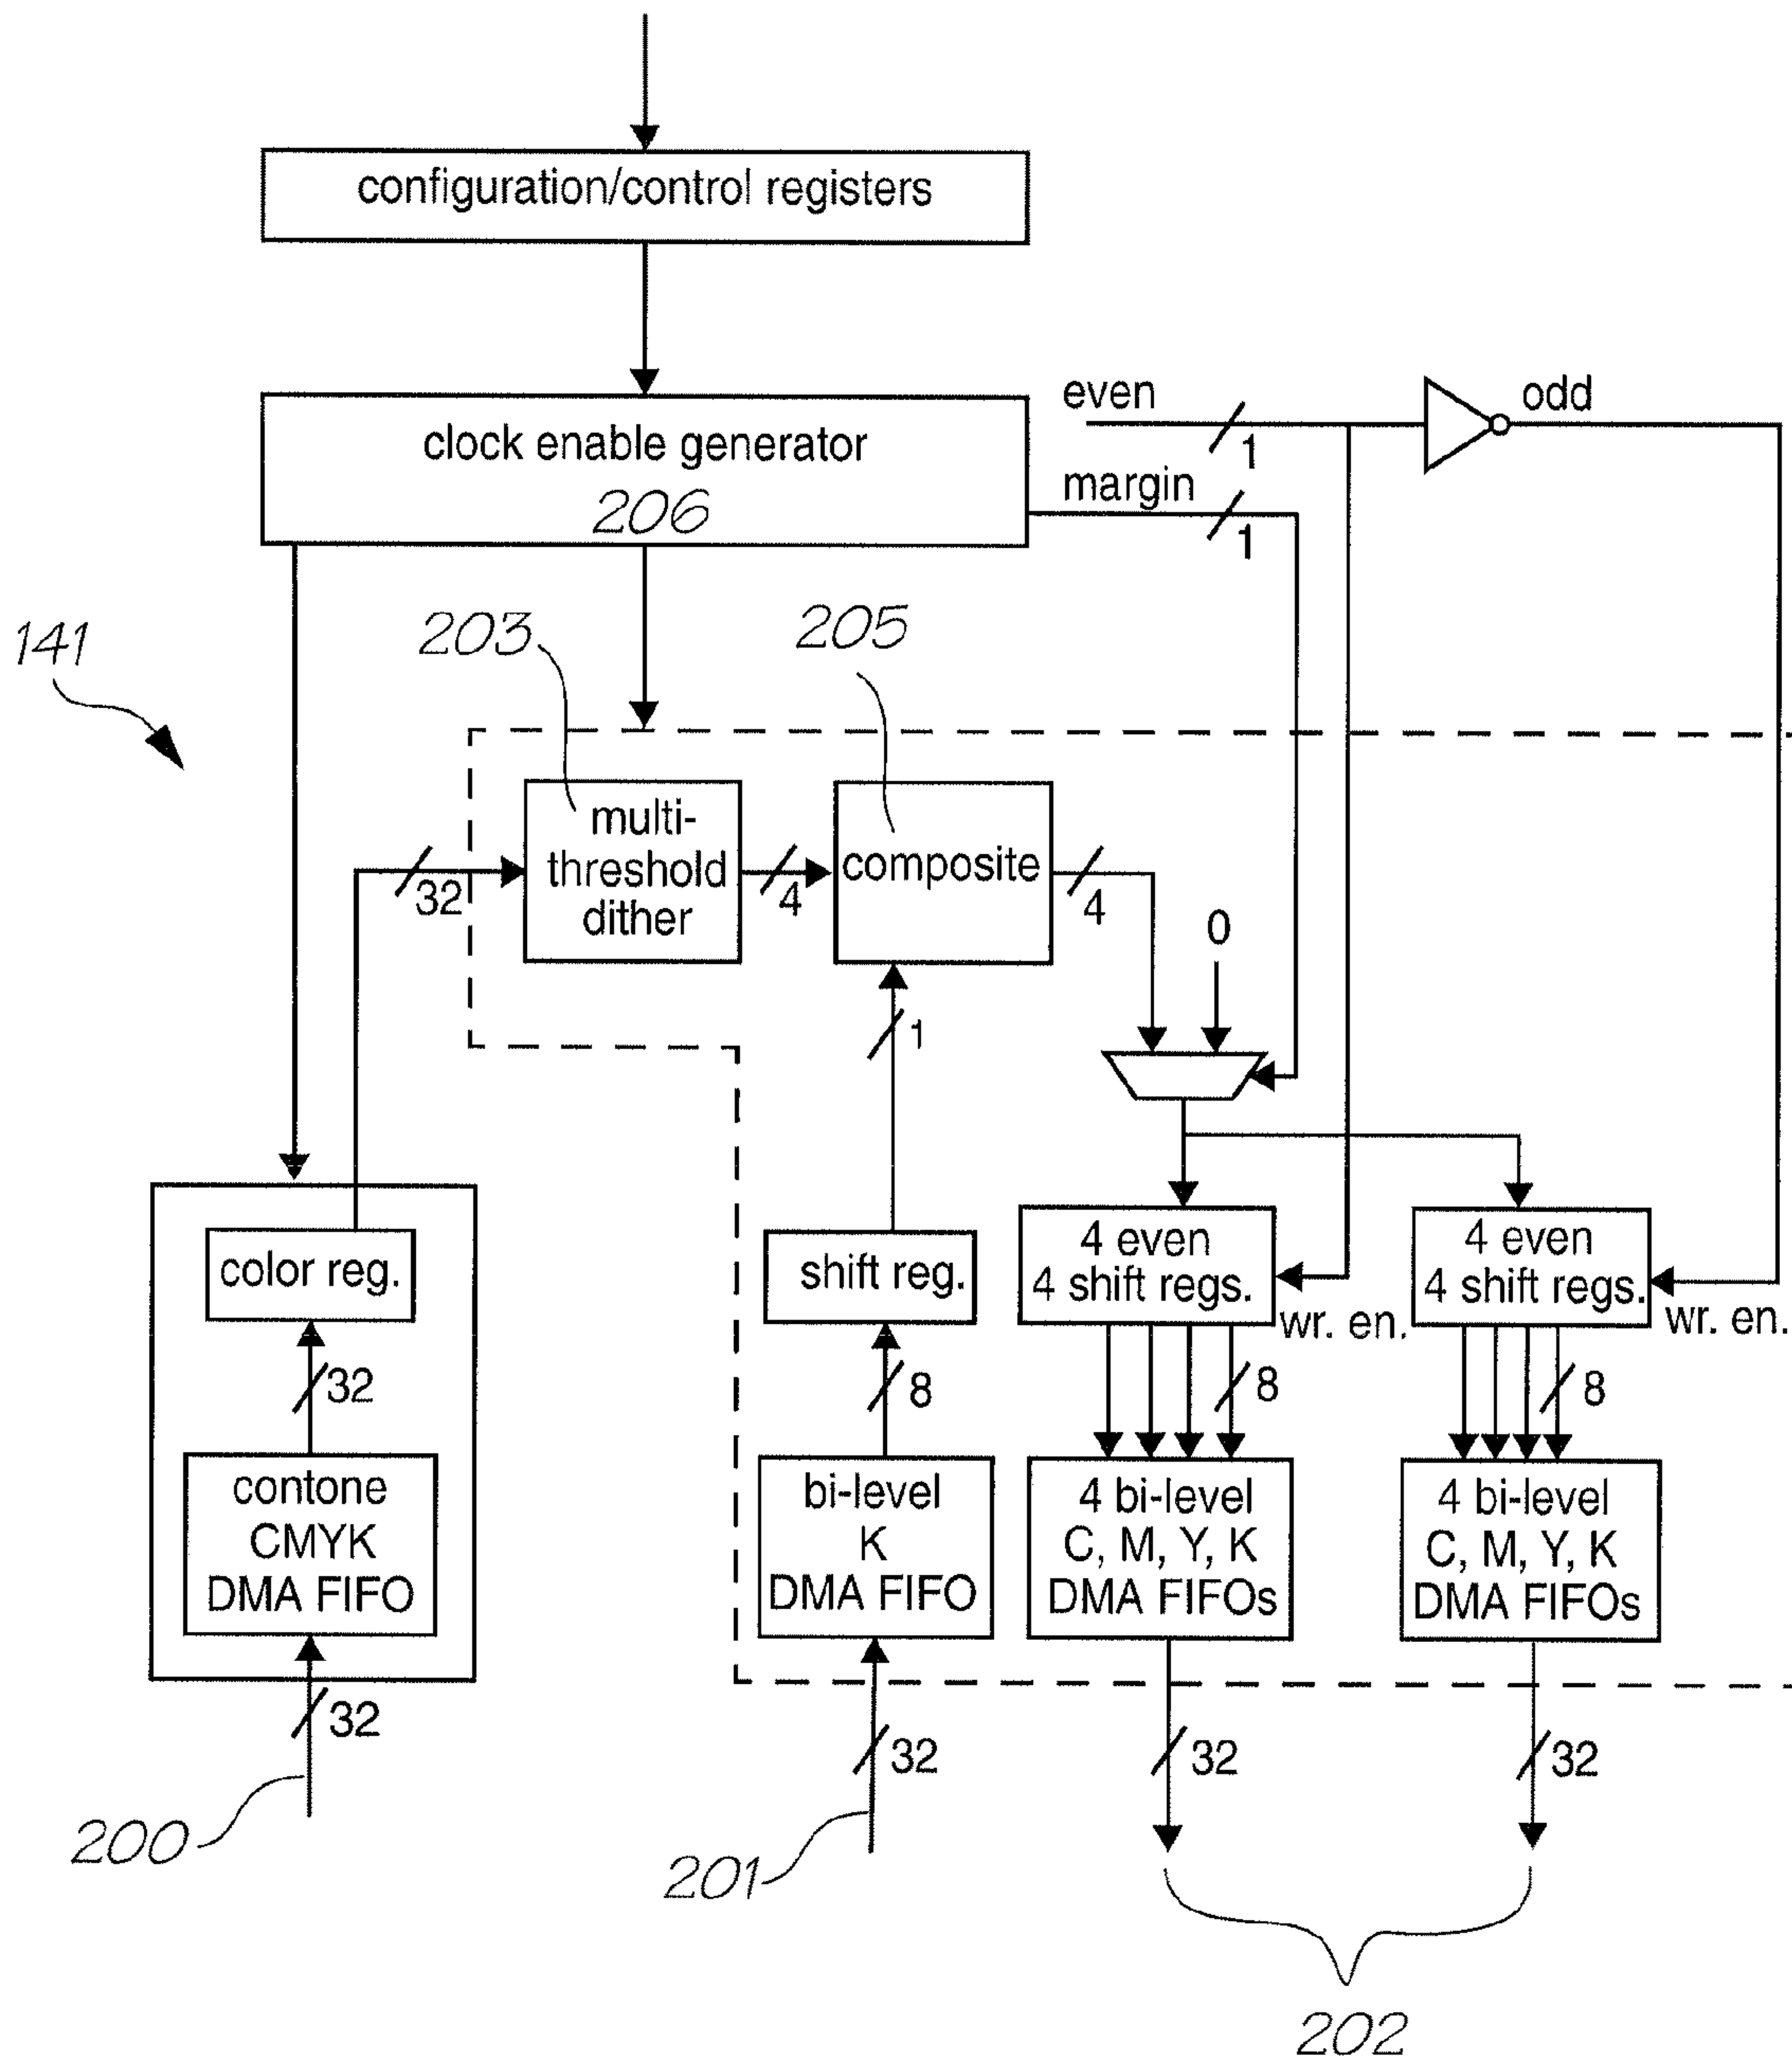 configuration/control registers
clock enable generator
206
even
1
odd
margin
1
141
203
205
multi-
threshold
dither
composite
32
4
4
0
1
color reg.
shift reg.
4 even
4 shift regs.
wr. en.
4 even
4 shift regs.
wr. en.
32
8
8
8
contone
CMYK
DMA FIFO
bi-level
K
DMA FIFO
4 bi-level
C, M, Y, K
DMA FIFOs
4 bi-level
C, M, Y, K
DMA FIFOs
32
32
32
32
200
201
202